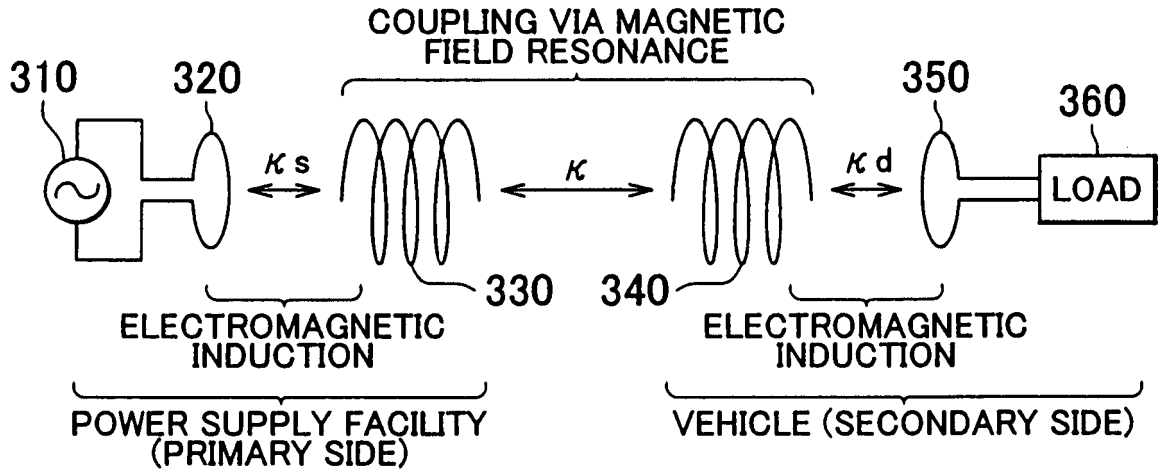 COUPLING VIA MAGNETIC
FIELD RESONANCE
310
320
350
360
κs
κ
κd
LOAD
330
340
ELECTROMAGNETIC
INDUCTION
ELECTROMAGNETIC
INDUCTION
POWER SUPPLY FACILITY
(PRIMARY SIDE)
VEHICLE (SECONDARY SIDE)